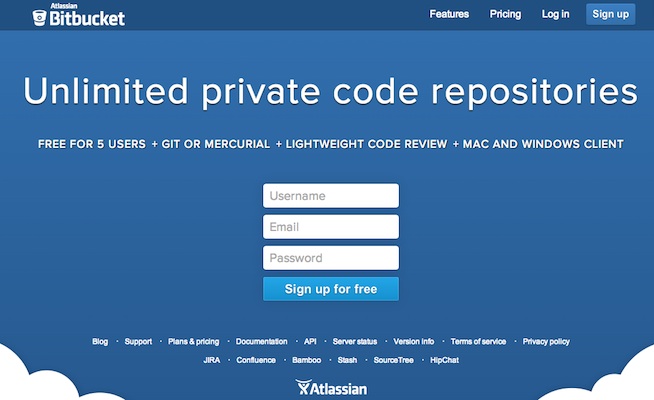 Atlassian
Bitbucket
Features Pricing Log in Sign up
Unlimited private code repositories
FREE FOR 5 USERS + GIT OR MERCURIAL + LIGHTWEIGHT CODE REVIEW + MAC AND WINDOWS CLIENT
Username
Email
Password
Sign up for free
Blog · Support · Plans & pricing · Documentation · API · Server status · Version info · Terms of service · Privacy policy
JIRA · Confluence · Bamboo · Stash · SourceTree · HipChat
Atlassian